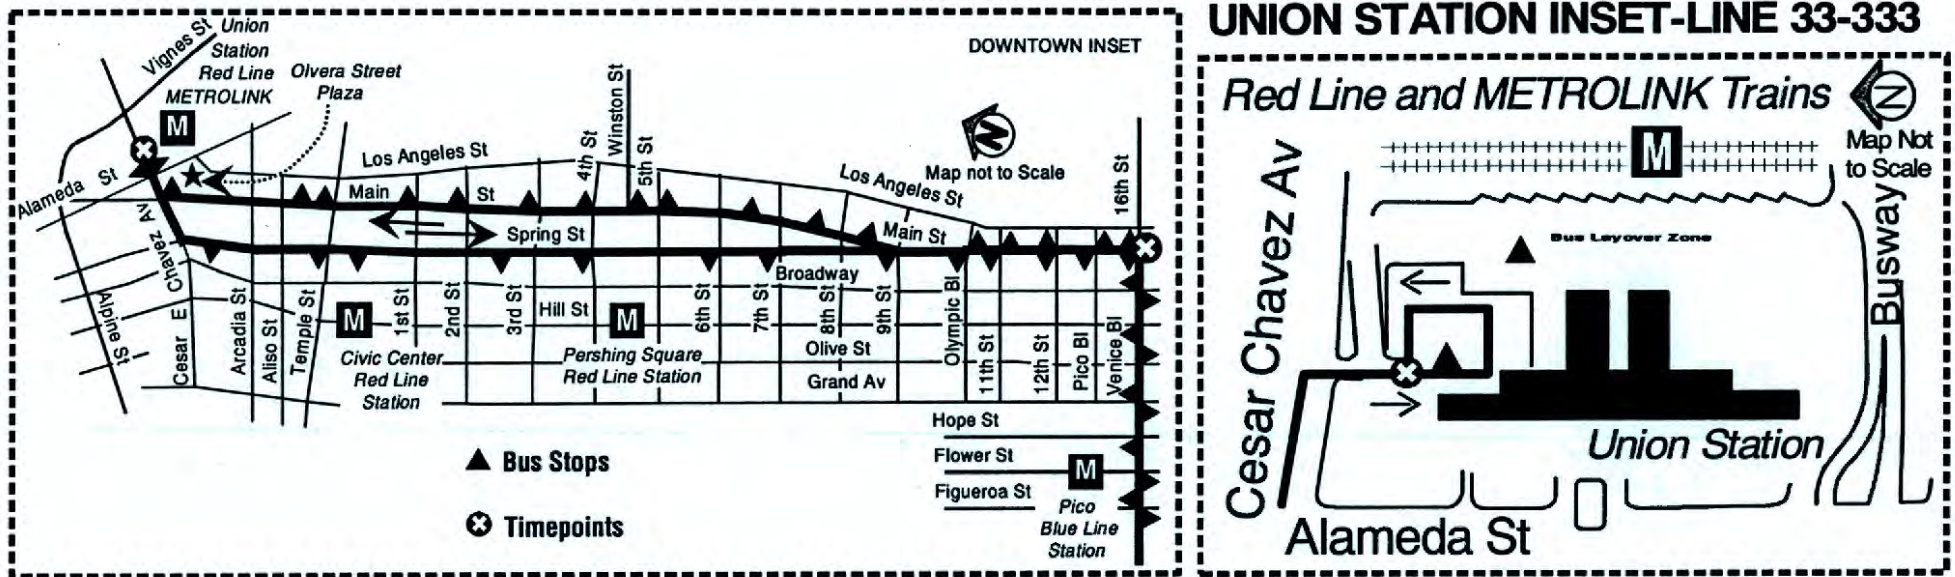 DOWNTOWN INSET
Vignes St
Union
Station
Red Line
METROLINK
M
Olvera Street
Plaza
Alameda St
Los Angeles St
4th St
Winston St
5th St
N
Map not to Scale
Los Angeles St
16th St
Main St
Spring St
Main St
Broadway
Alpine St
Cesar E Chavez Av
Arcadia St
Aliso St
Temple St
M
Civic Center
Red Line
Station
1st St
2nd St
3rd St
Hill St
M
Pershing Square
Red Line Station
6th St
7th St
8th St
9th St
Olive St
Grand Av
Olympic Bl
11th St
12th St
Pico Bl
Venice Bl
Hope St
Flower St
Figueroa St
M
Pico
Blue Line
Station
Bus Stops
Timepoints
UNION STATION INSET-LINE 33-333
Red Line and METROLINK Trains
N
Map Not
to Scale
M
Cesar Chavez Av
Bus Layover Zone
Busway
Union Station
Alameda St